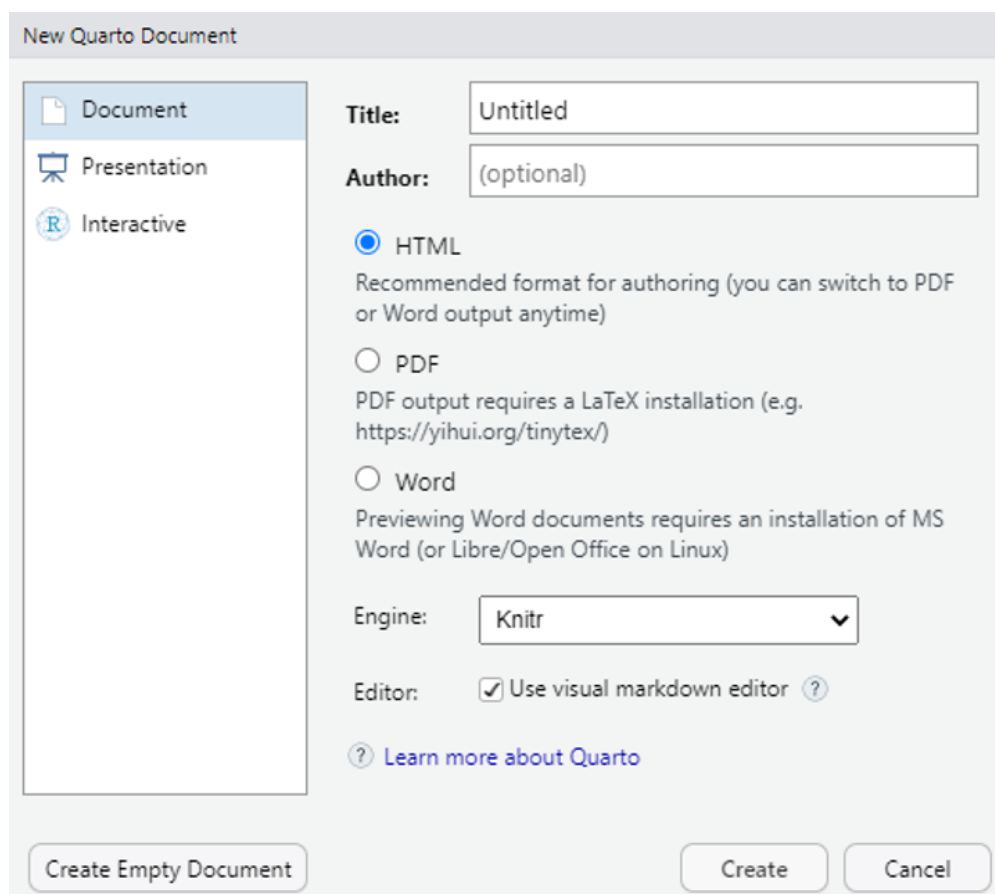 New Quarto Document
Document
Presentation
R Interactive
Title: Untitled
Author: (optional)
HTML
Recommended format for authoring (you can switch to PDF
or Word output anytime)
PDF
PDF output requires a LaTeX installation (e.g.
https://yihui.org/tinytex/)
Word
Previewing Word documents requires an installation of MS
Word (or Libre/Open Office on Linux)
Engine: Knitr
Editor: Use visual markdown editor ?
? Learn more about Quarto
Create Empty Document Create Cancel